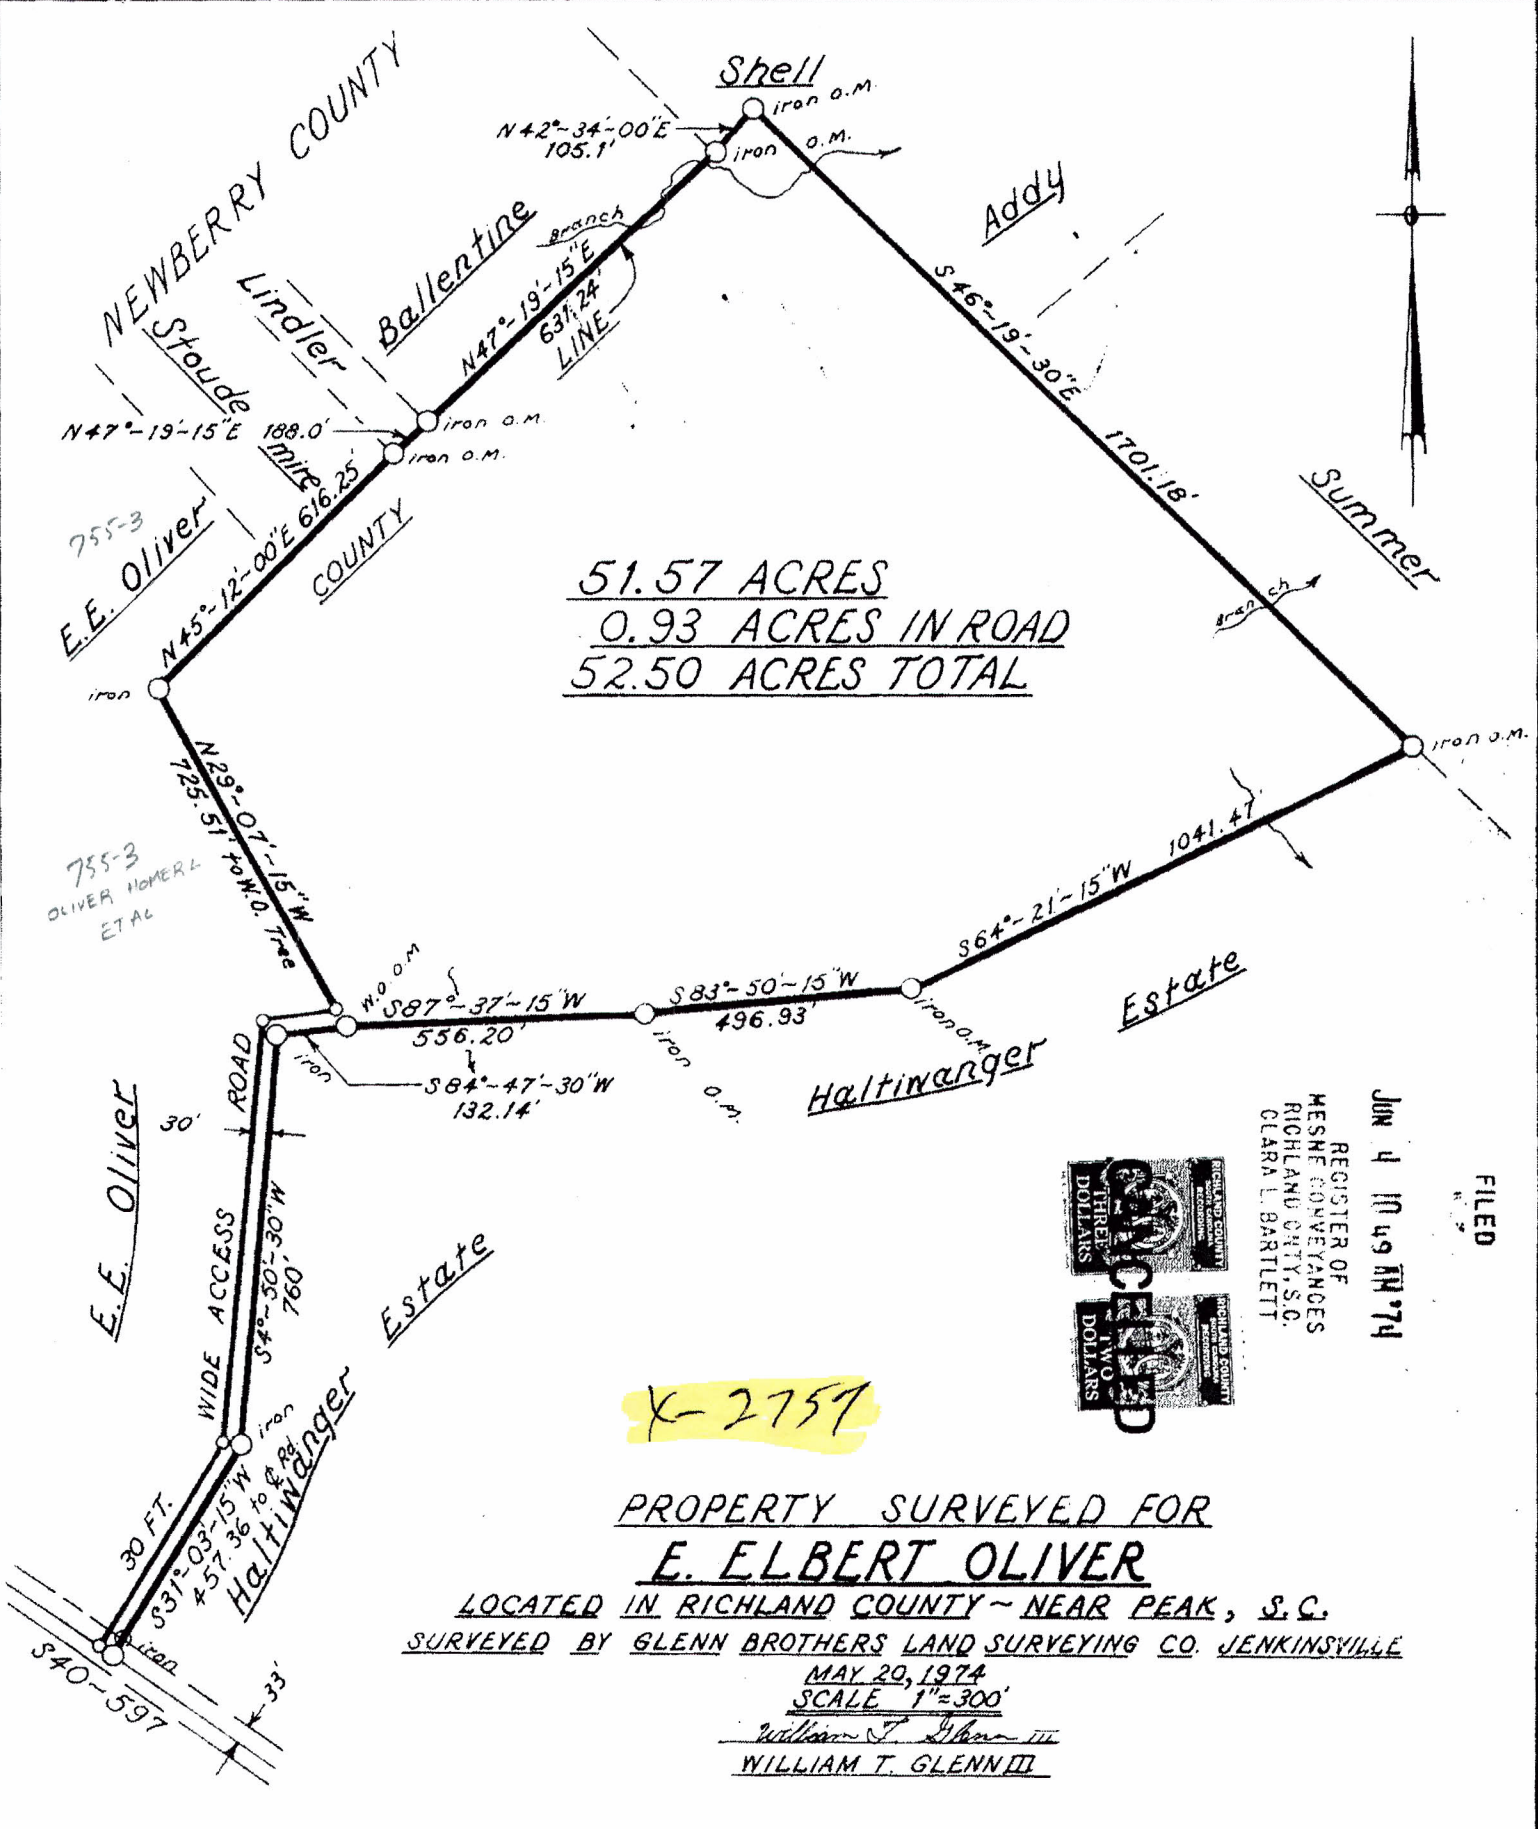 NEWBERRY COUNTY
Shell
iron O.M.
N42°-34'-00"E
105.1'
iron O.M.
Addy
Branch
Ballentine
N47°-19'-15"E
631.24'
LINE
Lindler
Stoude
mire
N47°-19'-15"E 188.0'
iron O.M.
iron O.M.
S46°-19'-30"E
1701.18'
Summer
755-3
E.E. Oliver
N45°-12'-00"E 616.25'
COUNTY
51.57 ACRES
0.93 ACRES IN ROAD
52.50 ACRES TOTAL
Branch
iron
iron O.M.
N29°-07'-15"W
725.51' to W.O. Tree
755-3
OLIVER HOMER L
ET AL
1041.47'
S64°-21'-15"W
W.O. O.M
S87°-37'-15"W
556.20'
S83°-50'-15"W
496.93'
iron O.M.
iron O.M.
iron
S84°-47'-30"W
132.14'
Haltiwanger
Estate
E.E. Oliver
30'
WIDE ACCESS ROAD
S4°-50'-30"W
760'
Haltiwanger
Estate
iron
30 FT.
S31°-03'-15"W
457.36 to ℄ Rd
iron
S40-597
33'
FILED
JUN 4 10 49 AM '74
REGISTER OF
MESNE CONVEYANCES
RICHLAND CNTY, S.C.
CLARA L. BARTLETT
RICHLAND COUNTY
THREE
DOLLARS
RICHLAND COUNTY
TWO
DOLLARS
CANCELLED
X-2757
PROPERTY SURVEYED FOR
E. ELBERT OLIVER
LOCATED IN RICHLAND COUNTY ~ NEAR PEAK, S.C.
SURVEYED BY GLENN BROTHERS LAND SURVEYING CO. JENKINSVILLE
MAY 20, 1974
SCALE 1"=300'
William T. Glenn III
WILLIAM T. GLENN III